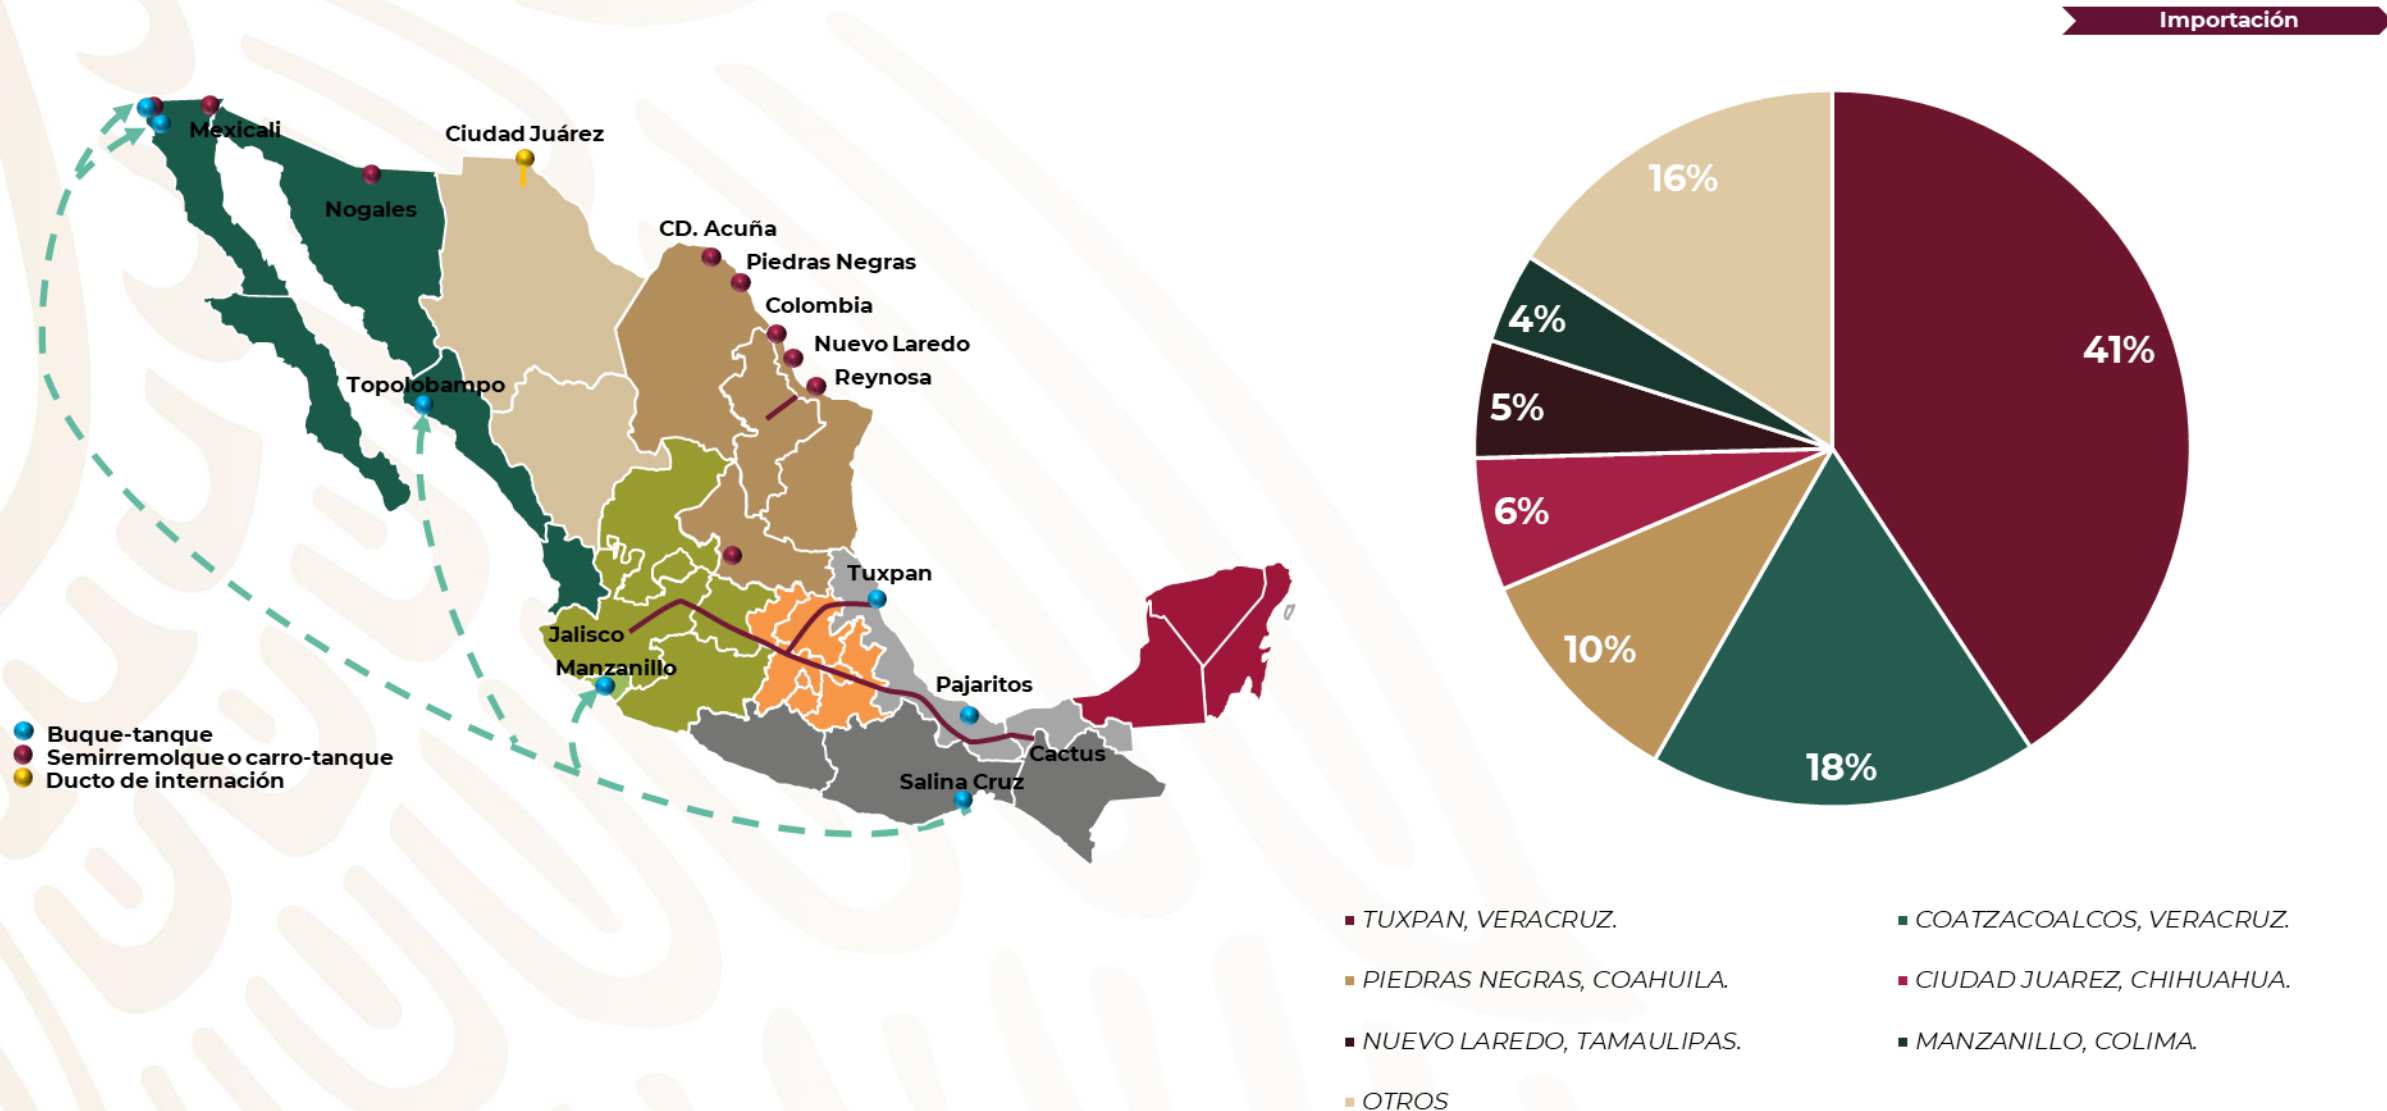 Importación
Mexicali
Ciudad Juárez
Nogales
CD. Acuña
Piedras Negras
Colombia
Nuevo Laredo
Reynosa
Topolobampo
Tuxpan
Jalisco
Manzanillo
Pajaritos
Cactus
Salina Cruz
Buque-tanque
Semirremolque o carro-tanque
Ducto de internación
16%
41%
4%
5%
6%
10%
18%
TUXPAN, VERACRUZ.
COATZACOALCOS, VERACRUZ.
PIEDRAS NEGRAS, COAHUILA.
CIUDAD JUAREZ, CHIHUAHUA.
NUEVO LAREDO, TAMAULIPAS.
MANZANILLO, COLIMA.
OTROS